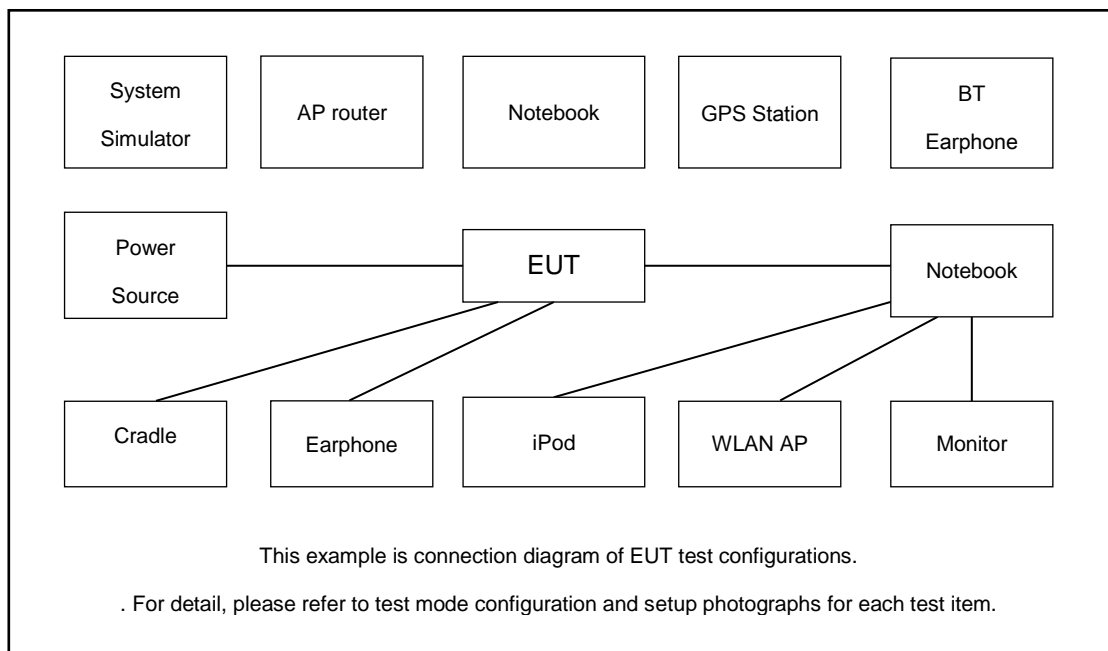 System
Simulator
AP router
Notebook
GPS Station
BT
Earphone
Power
Source
EUT
Notebook
Cradle
Earphone
iPod
WLAN AP
Monitor
This example is connection diagram of EUT test configurations.
. For detail, please refer to test mode configuration and setup photographs for each test item.